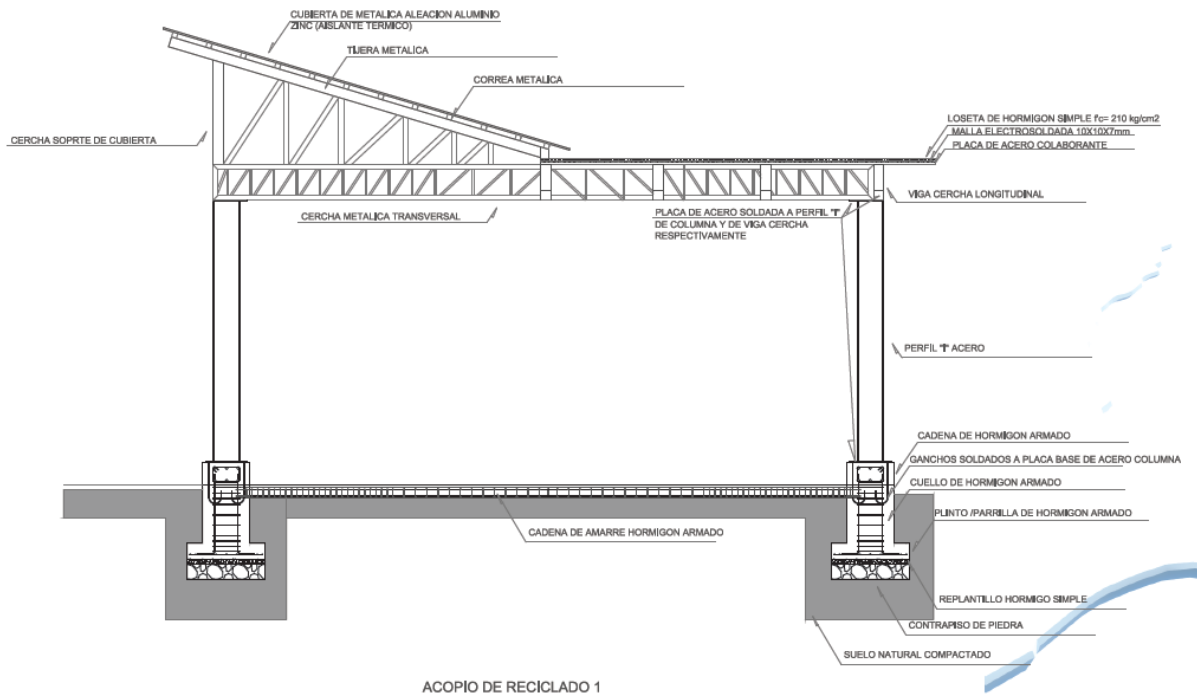 CUBIERTA DE METALICA ALEACION ALUMINIO
ZINC (AISLANTE TERMICO)
TIJERA METALICA
CORREA METALICA
CERCHA SOPRTE DE CUBIERTA
LOSETA DE HORMIGON SIMPLE f'c= 210 kg/cm2
MALLA ELECTROSOLDADA 10X10X7mm
PLACA DE ACERO COLABORANTE
VIGA CERCHA LONGITUDINAL
CERCHA METALICA TRANSVERSAL
PLACA DE ACERO SOLDADA A PERFIL "I"
DE COLUMNA Y DE VIGA CERCHA
RESPECTIVAMENTE
PERFIL "I" ACERO
CADENA DE HORMIGON ARMADO
GANCHOS SOLDADOS A PLACA BASE DE ACERO COLUMNA
CUELLO DE HORMIGON ARMADO
PLINTO /PARRILLA DE HORMIGON ARMADO
CADENA DE AMARRE HORMIGON ARMADO
REPLANTILLO HORMIGO SIMPLE
CONTRAPISO DE PIEDRA
SUELO NATURAL COMPACTADO
ACOPIO DE RECICLADO 1